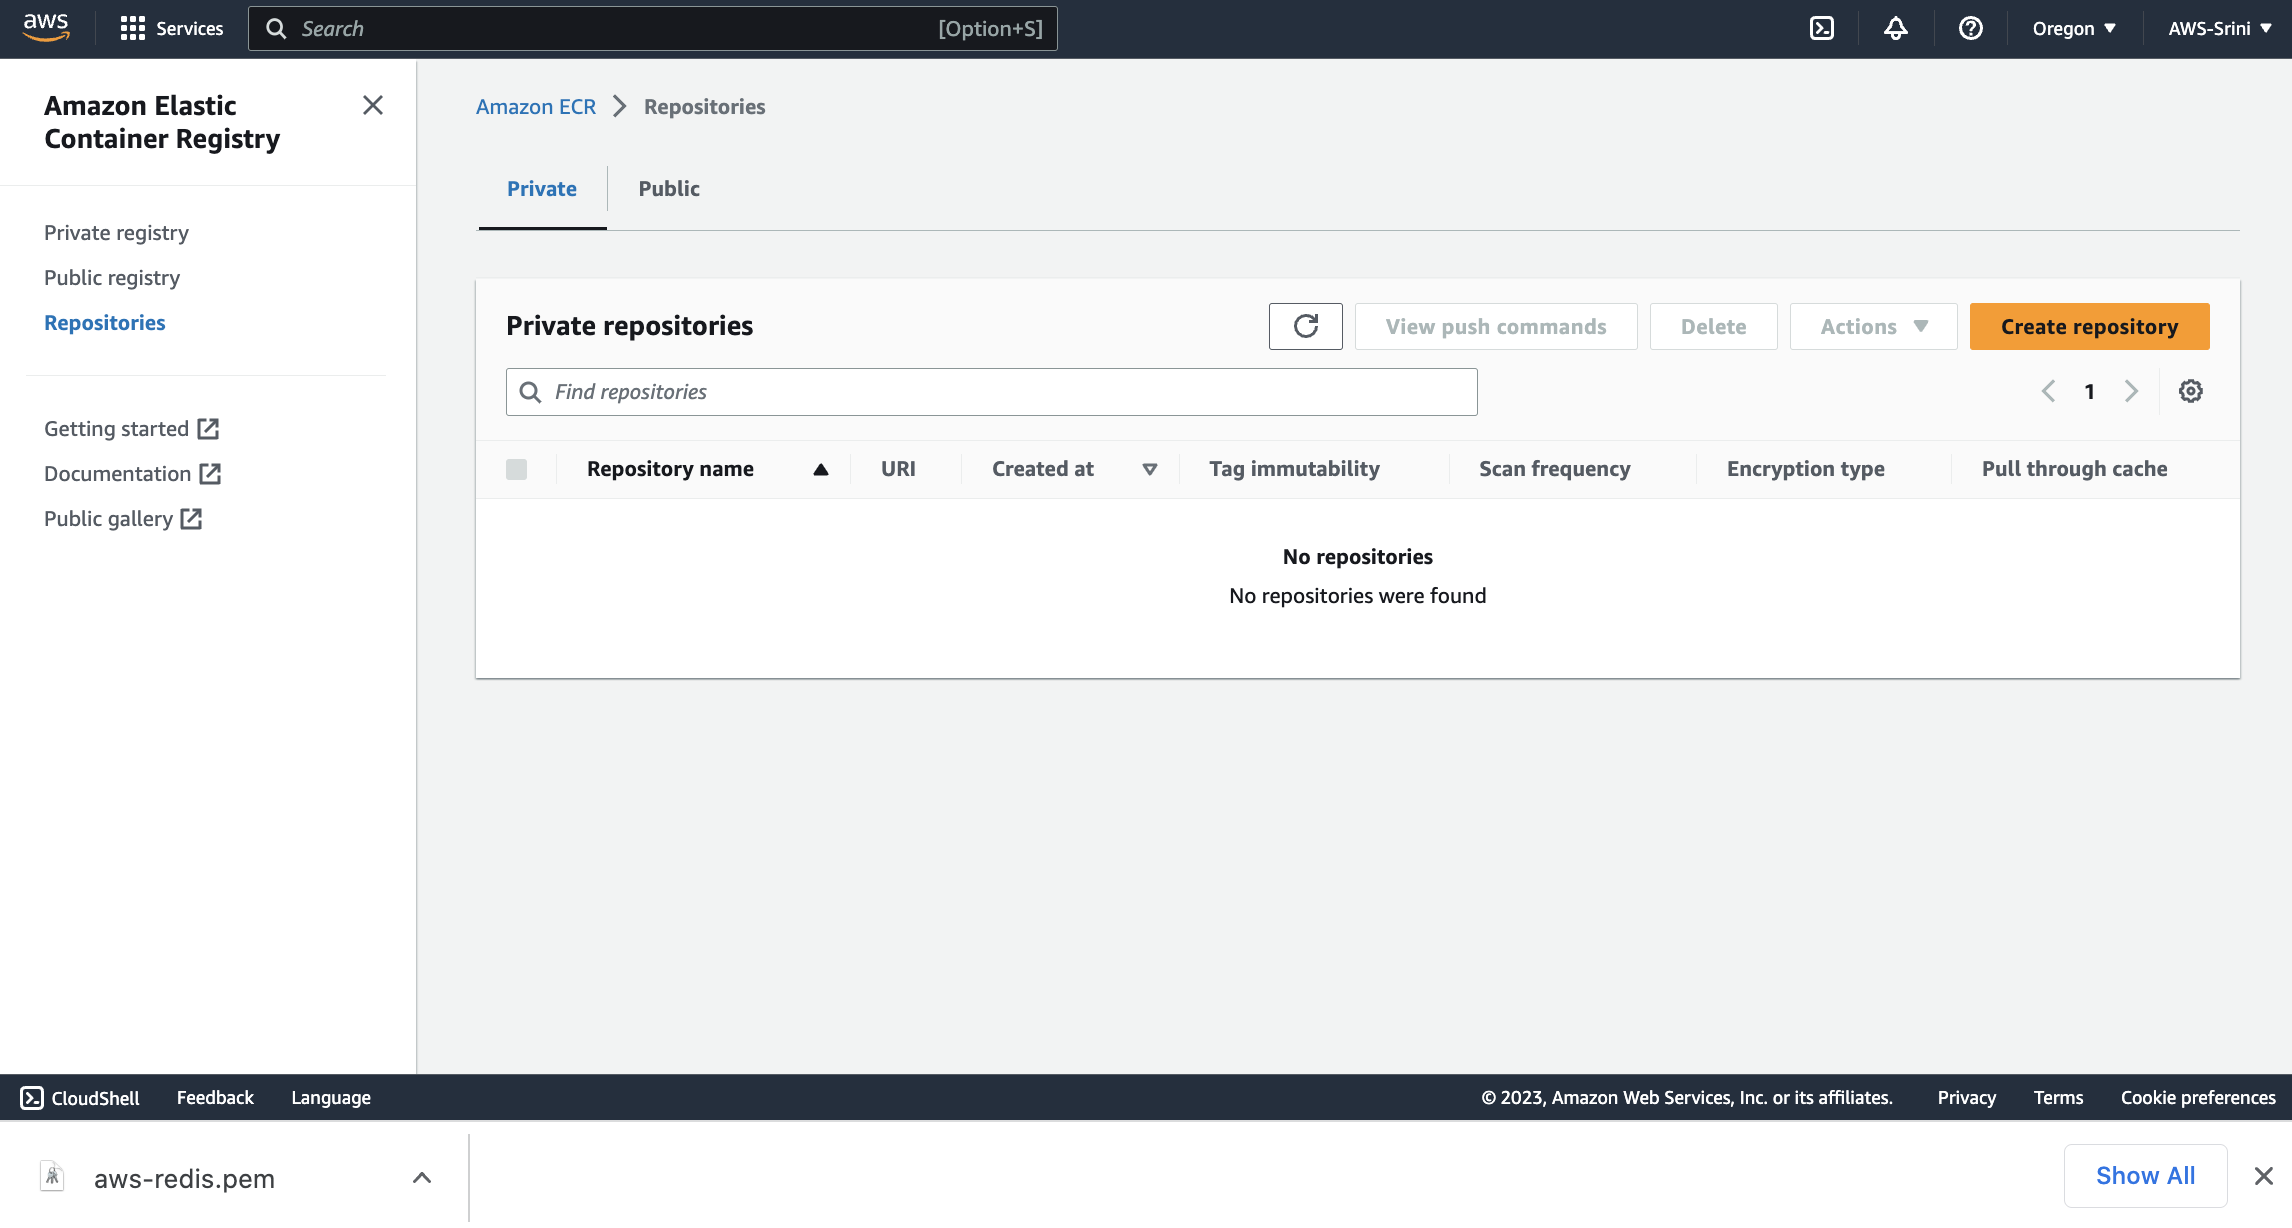 aws
Services
Search
[Option+S]
Oregon
AWS-Srini
Amazon Elastic
Container Registry
Private registry
Public registry
Repositories
Getting started
Documentation
Public gallery
Amazon ECR
Repositories
Private
Public
Private repositories
View push commands
Delete
Actions
Create repository
Find repositories
1
Repository name
URI
Created at
Tag immutability
Scan frequency
Encryption type
Pull through cache
No repositories
No repositories were found
CloudShell
Feedback
Language
© 2023, Amazon Web Services, Inc. or its affiliates.
Privacy
Terms
Cookie preferences
aws-redis.pem
Show All